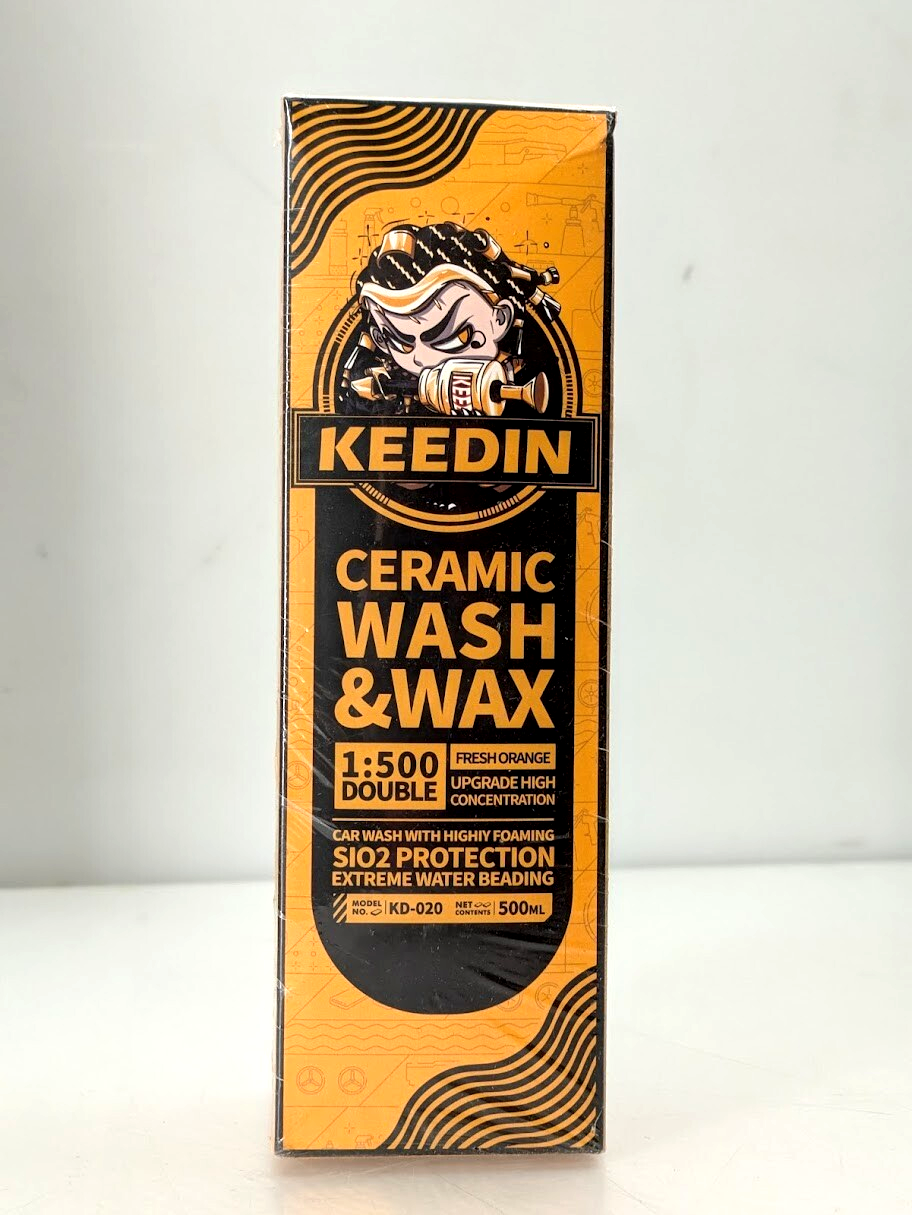 KEE
KEEDIN
CERAMIC
WASH
&WAX
1:500
DOUBLE
FRESH ORANGE
UPGRADE HIGH
CONCENTRATION
CAR WASH WITH HIGHIY FOAMING
SIO2 PROTECTION
EXTREME WATER BEADING
MODEL NO. KD-020 NET CONTENTS 500ML